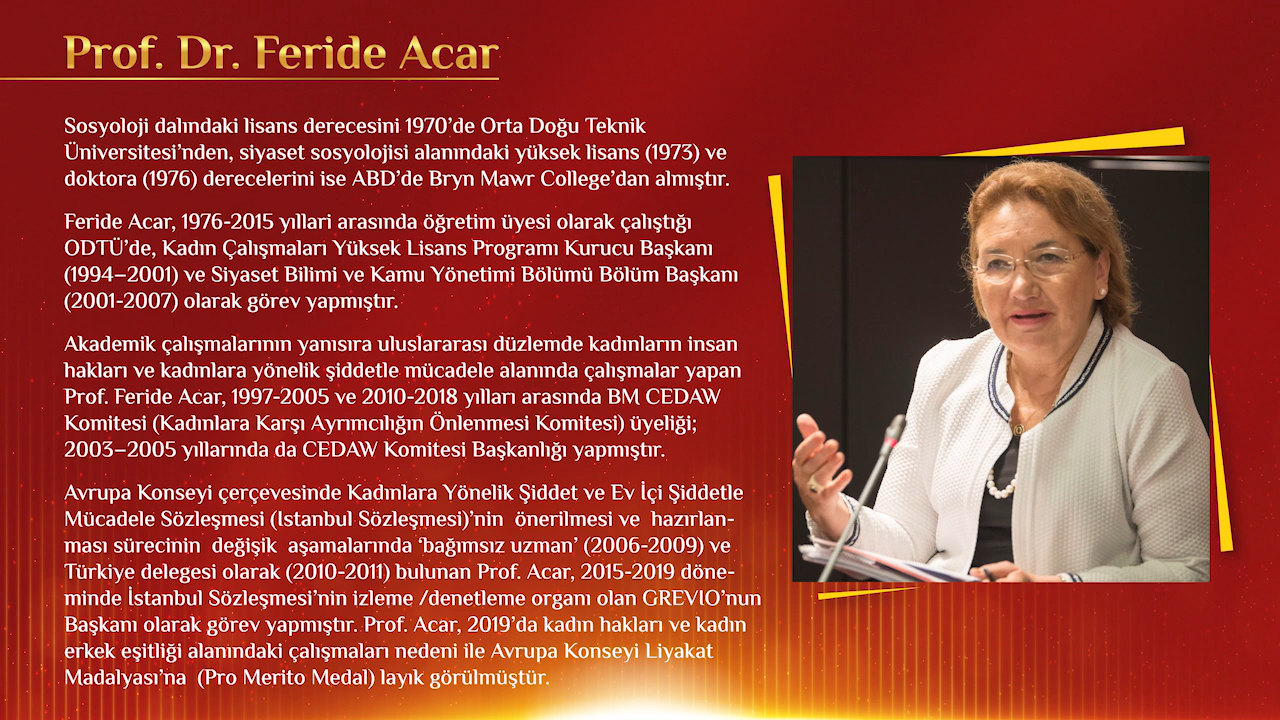 Prof. Dr. Feride Acar
Sosyoloji dalındaki lisans derecesini 1970’de Orta Doğu Teknik
Üniversitesi’nden, siyaset sosyolojisi alanındaki yüksek lisans (1973) ve
doktora (1976) derecelerini ise ABD’de Bryn Mawr College’dan almıştır.
Feride Acar, 1976-2015 yıllari arasında öğretim üyesi olarak çalıştığı
ODTÜ’de, Kadın Çalışmaları Yüksek Lisans Programı Kurucu Başkanı
(1994–2001) ve Siyaset Bilimi ve Kamu Yönetimi Bölümü Bölüm Başkanı
(2001-2007) olarak görev yapmıştır.
Akademik çalışmalarının yanısıra uluslararası düzlemde kadınların insan
hakları ve kadınlara yönelik şiddetle mücadele alanında çalışmalar yapan
Prof. Feride Acar, 1997-2005 ve 2010-2018 yılları arasında BM CEDAW
Komitesi (Kadınlara Karşı Ayrımcılığın Önlenmesi Komitesi) üyeliği;
2003–2005 yıllarında da CEDAW Komitesi Başkanlığı yapmıştır.
Avrupa Konseyi çerçevesinde Kadınlara Yönelik Şiddet ve Ev İçi Şiddetle
Mücadele Sözleşmesi (Istanbul Sözleşmesi)’nin önerilmesi ve hazırlan-
ması sürecinin değişik aşamalarında ‘bağımsız uzman’ (2006-2009) ve
Türkiye delegesi olarak (2010-2011) bulunan Prof. Acar, 2015-2019 döne-
minde İstanbul Sözleşmesi’nin izleme /denetleme organı olan GREVIO’nun
Başkanı olarak görev yapmıştır. Prof. Acar, 2019’da kadın hakları ve kadın
erkek eşitliği alanındaki çalışmaları nedeni ile Avrupa Konseyi Liyakat
Madalyası’na (Pro Merito Medal) layık görülmüştür.